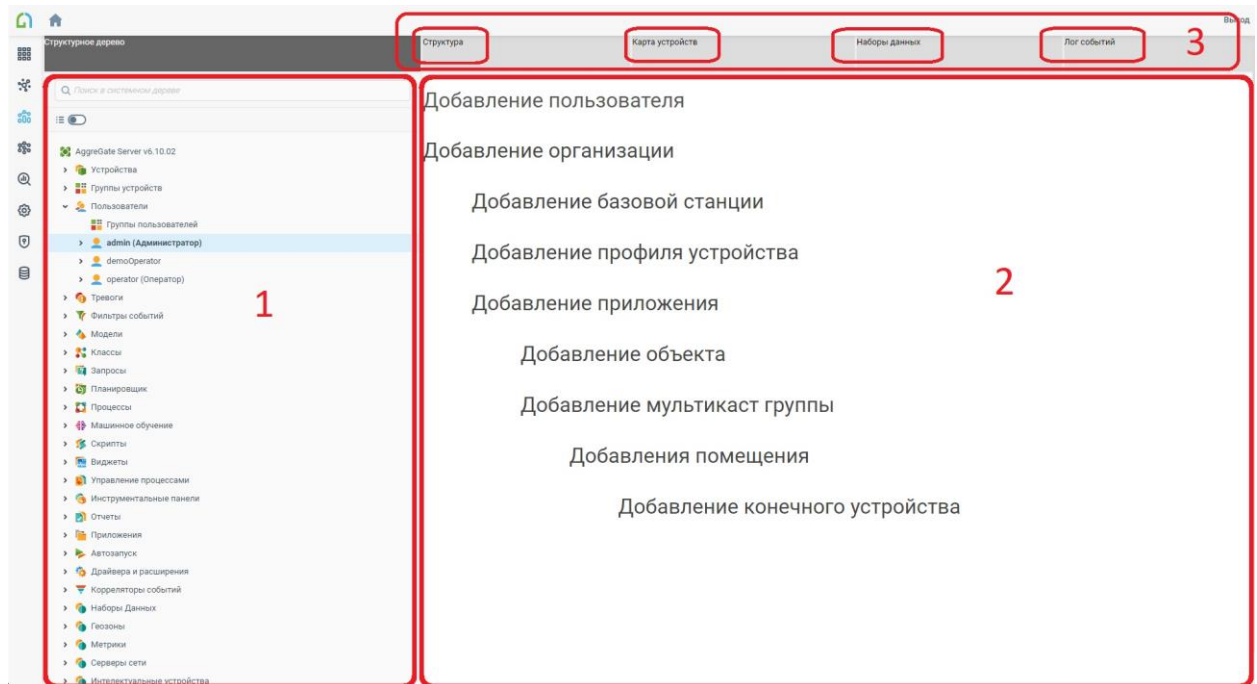 Выход
Структурное дерево
Структура
Карта устройств
Наборы данных
Лог событий
3
Поиск в системном дереве
AggreGate Server v6.10.02
Устройства
Группы устройств
Пользователи
Группы пользователей
admin (Администратор)
demoOperator
operator (Оператор)
Тревоги
Фильтры событий
Модели
Классы
Запросы
Планировщик
Процессы
Машинное обучение
Скрипты
Виджеты
Управление процессами
Инструментальные панели
Отчеты
Приложения
Автозапуск
Драйвера и расширения
Корреляторы событий
Наборы Данных
Геозоны
Метрики
Серверы сети
Интелектуальные устройства
1
Добавление пользователя
Добавление организации
Добавление базовой станции
Добавление профиля устройства
Добавление приложения
Добавление объекта
Добавление мультикаст группы
Добавления помещения
Добавление конечного устройства
2